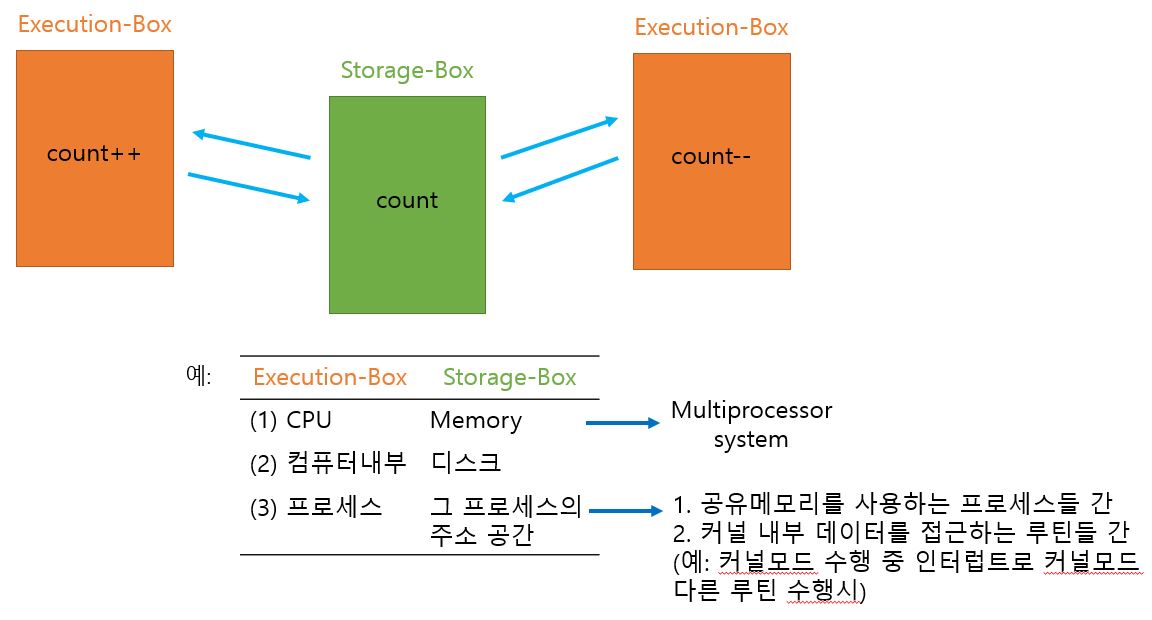 Execution-Box
Execution-Box
Storage-Box
count++
count
count--
예:
Execution-Box Storage-Box
(1) CPU Memory
Multiprocessor
system
(2) 컴퓨터내부 디스크
(3) 프로세스 그 프로세스의
주소 공간
1. 공유메모리를 사용하는 프로세스들 간
2. 커널 내부 데이터를 접근하는 루틴들 간
(예: 커널모드 수행 중 인터럽트로 커널모드
다른 루틴 수행시)